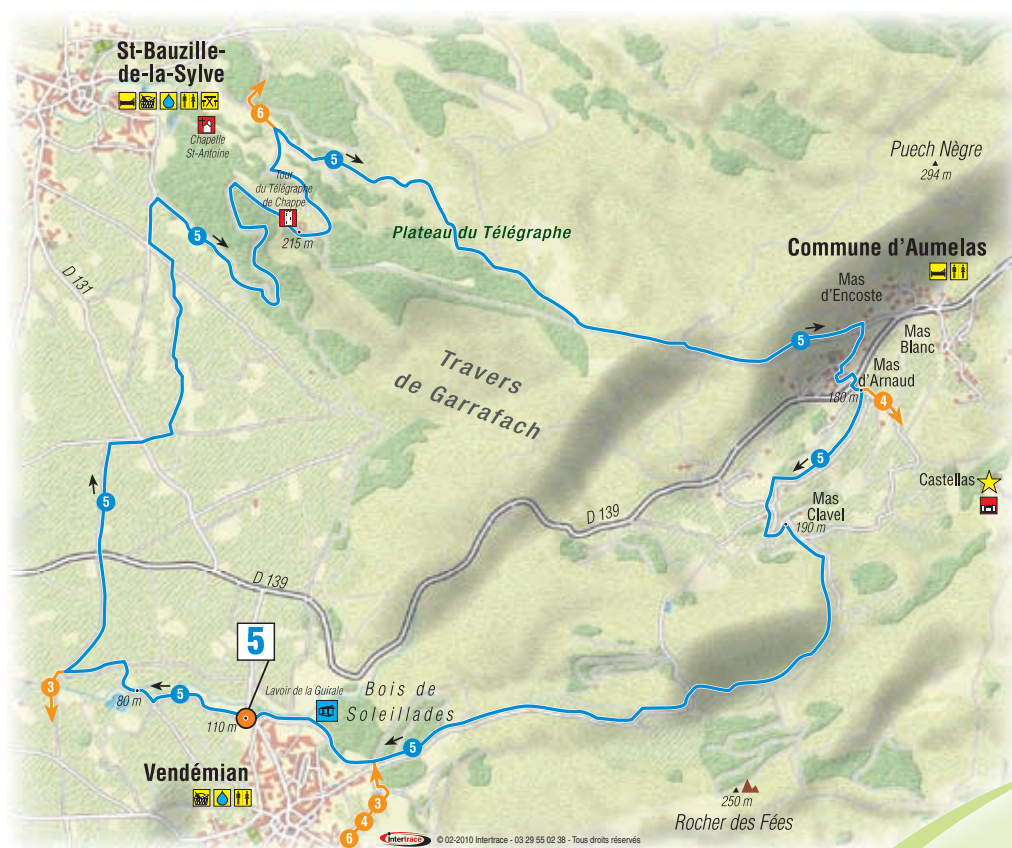 St-Bauzille-
de-la-Sylve
Chapelle
St-Antoine
6
5
Tour
du Télégraphe
de Chappe
215 m
Plateau du Télégraphe
Puech Nègre
294 m
Commune d'Aumelas
Mas
d'Encoste
Mas
Blanc
Mas
d'Arnaud
180 m
4
5
5
D 131
Travers
de Garrafach
5
Castellas
Mas
Clavel
190 m
5
D 139
D 139
5
3
80 m
5
110 m
Lavoir de la Guirale
Bois de
Soleillades
5
Vendémian
3
4
6
250 m
Rocher des Fées
intertrace © 02-2010 Intertrace - 03 29 55 02 38 - Tous droits réservés